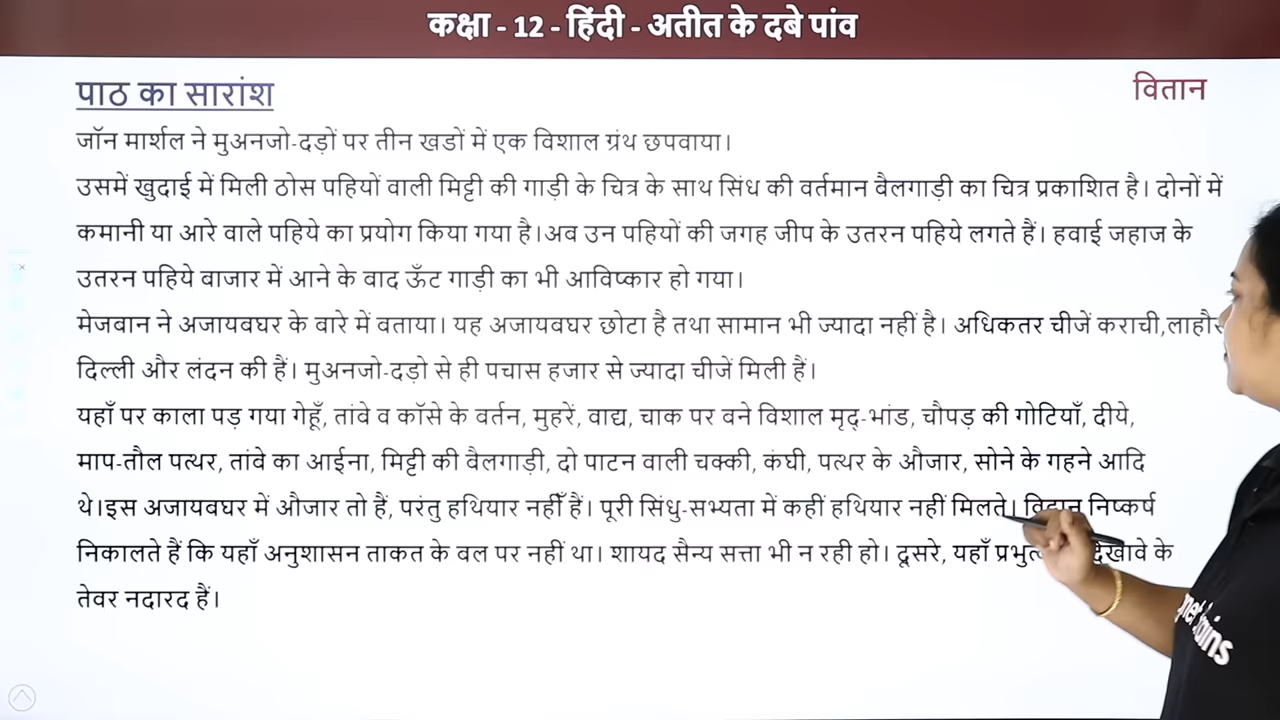 कक्षा - 12 - हिंदी - अतीत के दबे पांव
पाठ का सारांश
वितान
जॉन मार्शल ने मुअनजो-दड़ों पर तीन खडों में एक विशाल ग्रंथ छपवाया।
उसमें खुदाई में मिली ठोस पहियों वाली मिट्टी की गाड़ी के चित्र के साथ सिंध की वर्तमान बैलगाड़ी का चित्र प्रकाशित है। दोनों में
कमानी या आरे वाले पहिये का प्रयोग किया गया है।अब उन पहियों की जगह जीप के उतरन पहिये लगते हैं। हवाई जहाज के
उतरन पहिये बाजार में आने के बाद ऊँट गाड़ी का भी आविष्कार हो गया।
मेजवान ने अजायवघर के बारे में बताया। यह अजायवघर छोटा है तथा सामान भी ज्यादा नहीं है। अधिकतर चीजें कराची,लाहौर
दिल्ली और लंदन की हैं। मुअनजो-दड़ो से ही पचास हजार से ज्यादा चीजें मिली हैं।
यहाँ पर काला पड़ गया गेहूँ, तांवे व कॉसे के वर्तन, मुहरें, वाद्य, चाक पर वने विशाल मृद्-भांड, चौपड़ की गोटियाँ, दीये,
माप-तौल पत्थर, तांवे का आईना, मिट्टी की वैलगाड़ी, दो पाटन वाली चक्की, कंघी, पत्थर के औजार, सोने के गहने आदि
थे।इस अजायवघर में औजार तो हैं, परंतु हथियार नहीँ हैं। पूरी सिंधु-सभ्यता में कहीं हथियार नहीं मिलते। निष्कर्ष
निकालते हैं कि यहाँ अनुशासन ताकत के वल पर नहीं था। शायद सैन्य सत्ता भी न रही हो। दूसरे, यहाँ के
तेवर नदारद हैं।